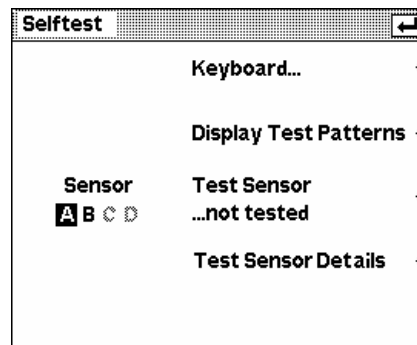 Selftest
Keyboard...
Display Test Patterns
Sensor
A B C D
Test Sensor
...not tested
Test Sensor Details